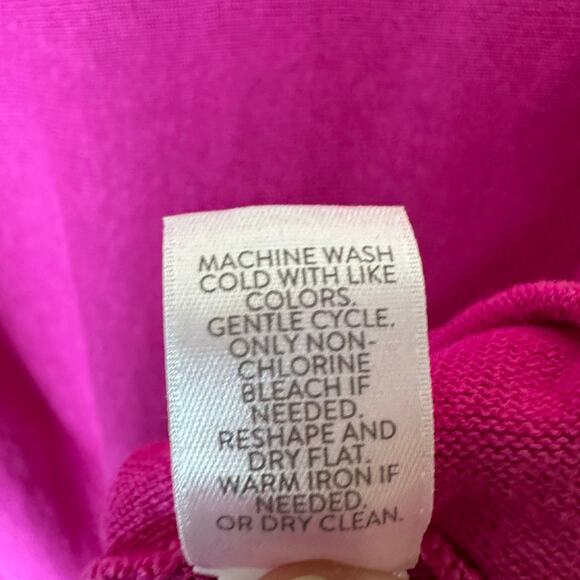 MACHINE WASH
COLD WITH LIKE
COLORS.
GENTLE CYCLE.
ONLY NON-
CHLORINE
BLEACH IF
NEEDED.
RESHAPE AND
DRY FLAT.
WARM IRON IF
NEEDED.
OR DRY CLEAN.